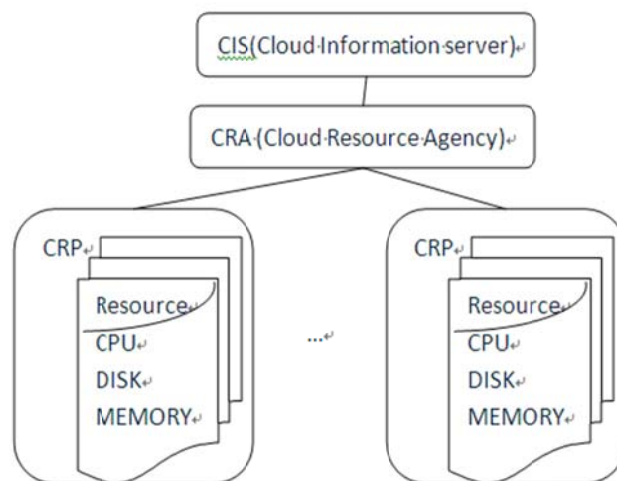 CIS(Cloud Information server)
CRA (Cloud Resource Agency)
CRP
Resource
CPU
DISK
MEMORY
...
CRP
Resource
CPU
DISK
MEMORY